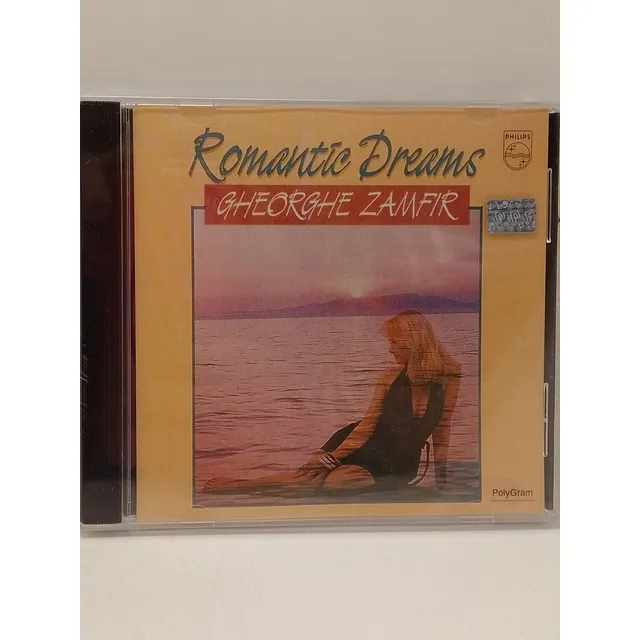 Romantic Dreams
GHEORGHE ZAMFIR
PHILIPS
PolyGram